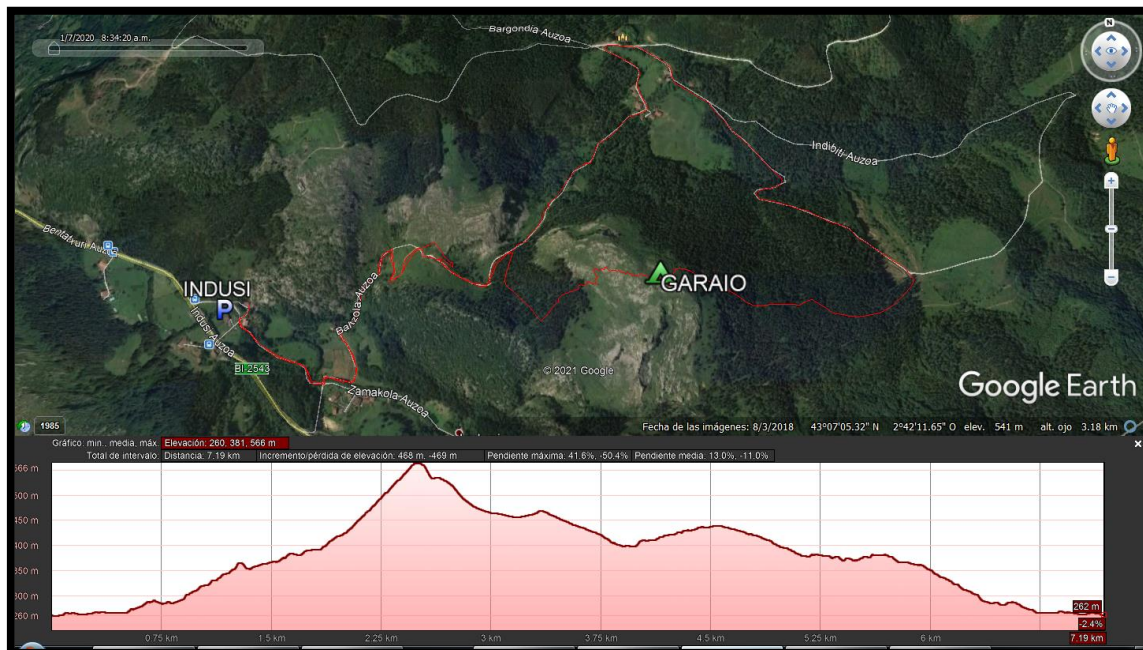 1/7/2020 8:34:20 a.m.
N
Bargondia Auzoa
Indibiti Auzoa
Bentatxuri Auzoa
INDUSI
P
Indusi Auzoa
BI-2543
Banzola Auzoa
Zamakola Auzoa
GARAIO
© 2021 Google
Google Earth
1985
Fecha de las imágenes: 8/3/2018 43°07'05.32" N 2°42'11.65" O elev. 541 m alt. ojo 3.18 km
Gráfico: mín., media, máx. Elevación: 260, 381, 566 m
Total de intervalo: Distancia: 7.19 km Incremento/pérdida de elevación: 468 m, -469 m Pendiente máxima: 41.6%, -50.4% Pendiente media: 13.0%, -11.0%
566 m
500 m
450 m
400 m
350 m
300 m
260 m
262 m
-2.4%
0.75 km 1.5 km 2.25 km 3 km 3.75 km 4.5 km 5.25 km 6 km 7.19 km